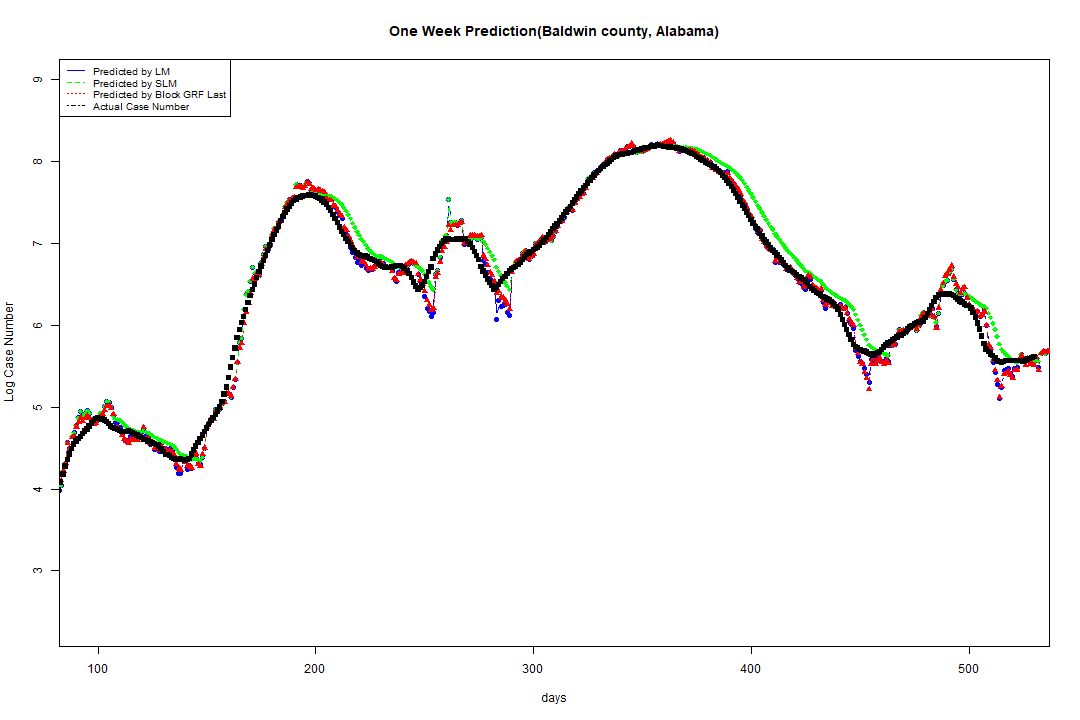 One Week Prediction(Baldwin county, Alabama)
Predicted by LM
Predicted by SLM
Predicted by Block GRF Last
Actual Case Number
Log Case Number
9
8
7
6
5
4
3
100 200 300 400 500
days